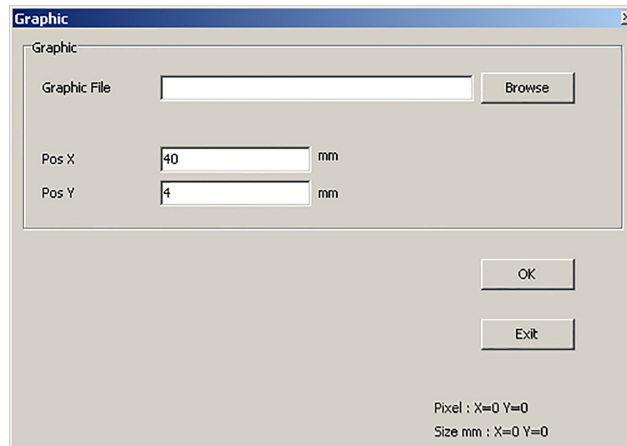 Graphic
Graphic
Graphic File
Browse
Pos X 40 mm
Pos Y 4 mm
OK
Exit
Pixel : X=0 Y=0
Size mm : X=0 Y=0